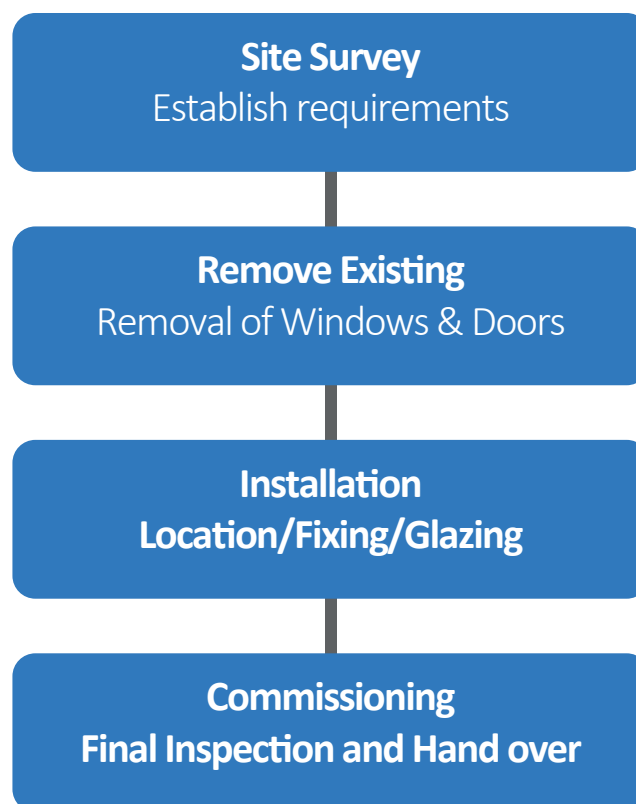 Site Survey
Establish requirements
Remove Existing
Removal of Windows & Doors
Installation
Location/Fixing/Glazing
Commissioning
Final Inspection and Hand over